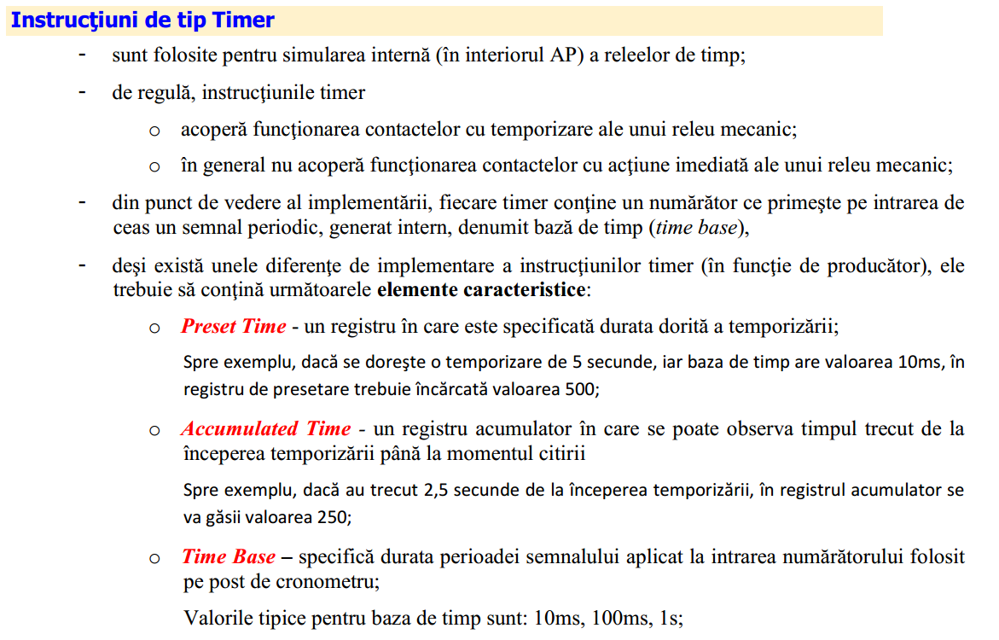 Instrucţiuni de tip Timer
- sunt folosite pentru simularea internă (în interiorul AP) a releelor de timp;
- de regulă, instrucţiunile timer
o acoperă funcţionarea contactelor cu temporizare ale unui releu mecanic;
o în general nu acoperă funcţionarea contactelor cu acţiune imediată ale unui releu mecanic;
- din punct de vedere al implementării, fiecare timer conţine un numărător ce primeşte pe intrarea de
ceas un semnal periodic, generat intern, denumit bază de timp (time base),
- deşi există unele diferenţe de implementare a instrucţiunilor timer (în funcţie de producător), ele
trebuie să conţină următoarele elemente caracteristice:
o Preset Time - un registru în care este specificată durata dorită a temporizării;
Spre exemplu, dacă se doreşte o temporizare de 5 secunde, iar baza de timp are valoarea 10ms, în
registru de presetare trebuie încărcată valoarea 500;
o Accumulated Time - un registru acumulator în care se poate observa timpul trecut de la
începerea temporizării până la momentul citirii
Spre exemplu, dacă au trecut 2,5 secunde de la începerea temporizării, în registrul acumulator se
va găsii valoarea 250;
o Time Base – specifică durata perioadei semnalului aplicat la intrarea numărătorului folosit
pe post de cronometru;
Valorile tipice pentru baza de timp sunt: 10ms, 100ms, 1s;